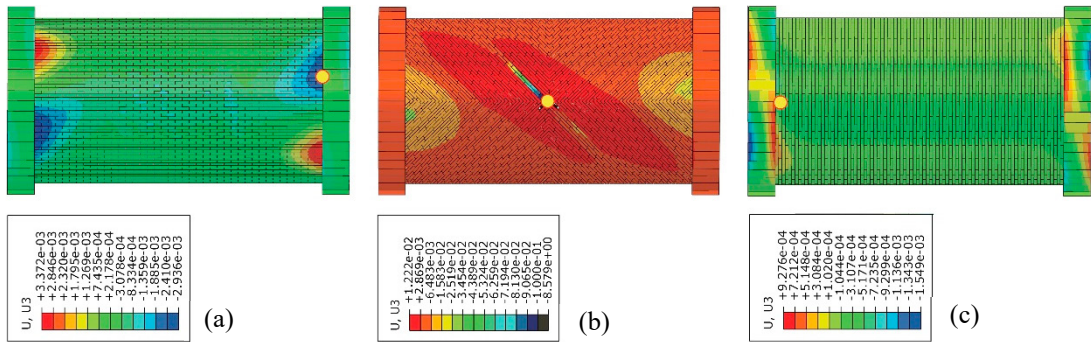 U, U3
+3.372e-03
+2.846e-03
+2.320e-03
+1.795e-03
+1.269e-03
+7.435e-04
+2.178e-04
-3.078e-04
-8.334e-04
-1.359e-03
-1.885e-03
-2.410e-03
-2.936e-03
(a)
U, U3
+1.222e-02
+2.869e-03
-6.483e-03
-1.583e-02
-2.519e-02
-3.454e-02
-4.389e-02
-5.324e-02
-6.259e-02
-7.194e-02
-8.130e-02
-9.065e-02
-1.000e-01
-8.579e+00
(b)
U, U3
+9.276e-04
+7.212e-04
+5.148e-04
+3.084e-04
+1.020e-04
-1.044e-04
-3.107e-04
-5.171e-04
-7.235e-04
-9.299e-04
-1.136e-03
-1.343e-03
-1.549e-03
(c)